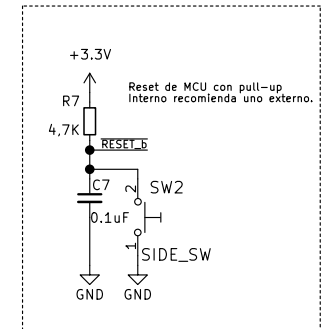 +3.3V
Reset de MCU con pull-up
Interno recomienda uno externo.
R7
4,7K
RESET_b
C7
0.1uF
2
SW2
1
SIDE_SW
GND
GND